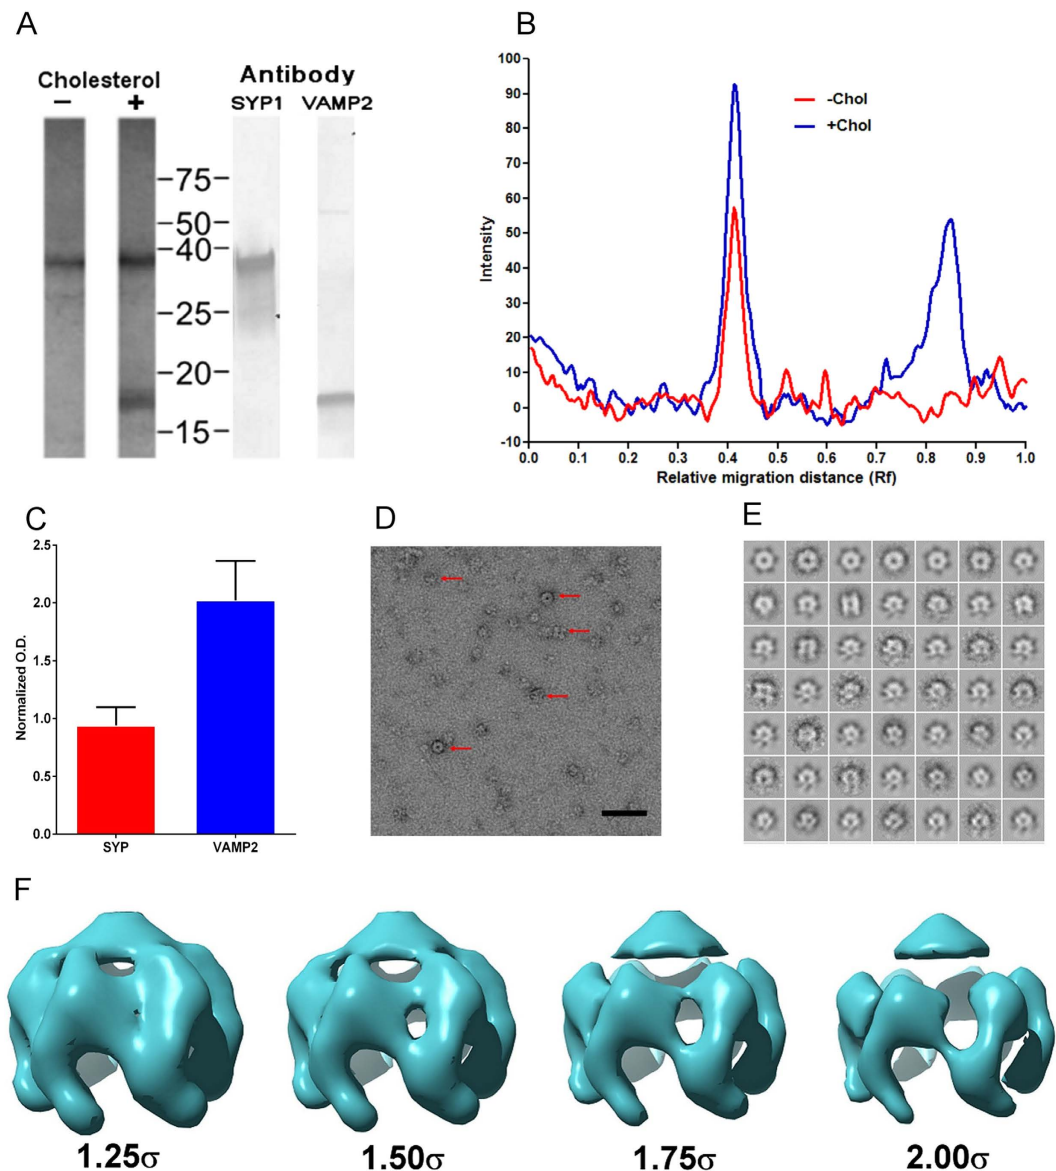 A
Cholesterol
− +
Antibody
SYP1 VAMP2
−75−
−50−
−40−
−25−
−20−
−15−
B
-Chol
+Chol
Intensity
100
90
80
70
60
50
40
30
20
10
0
-10
0.0 0.1 0.2 0.3 0.4 0.5 0.6 0.7 0.8 0.9 1.0
Relative migration distance (Rf)
C
Normalized O.D.
2.5
2.0
1.5
1.0
0.5
0.0
SYP VAMP2
D
E
F
1.25σ 1.50σ 1.75σ 2.00σ